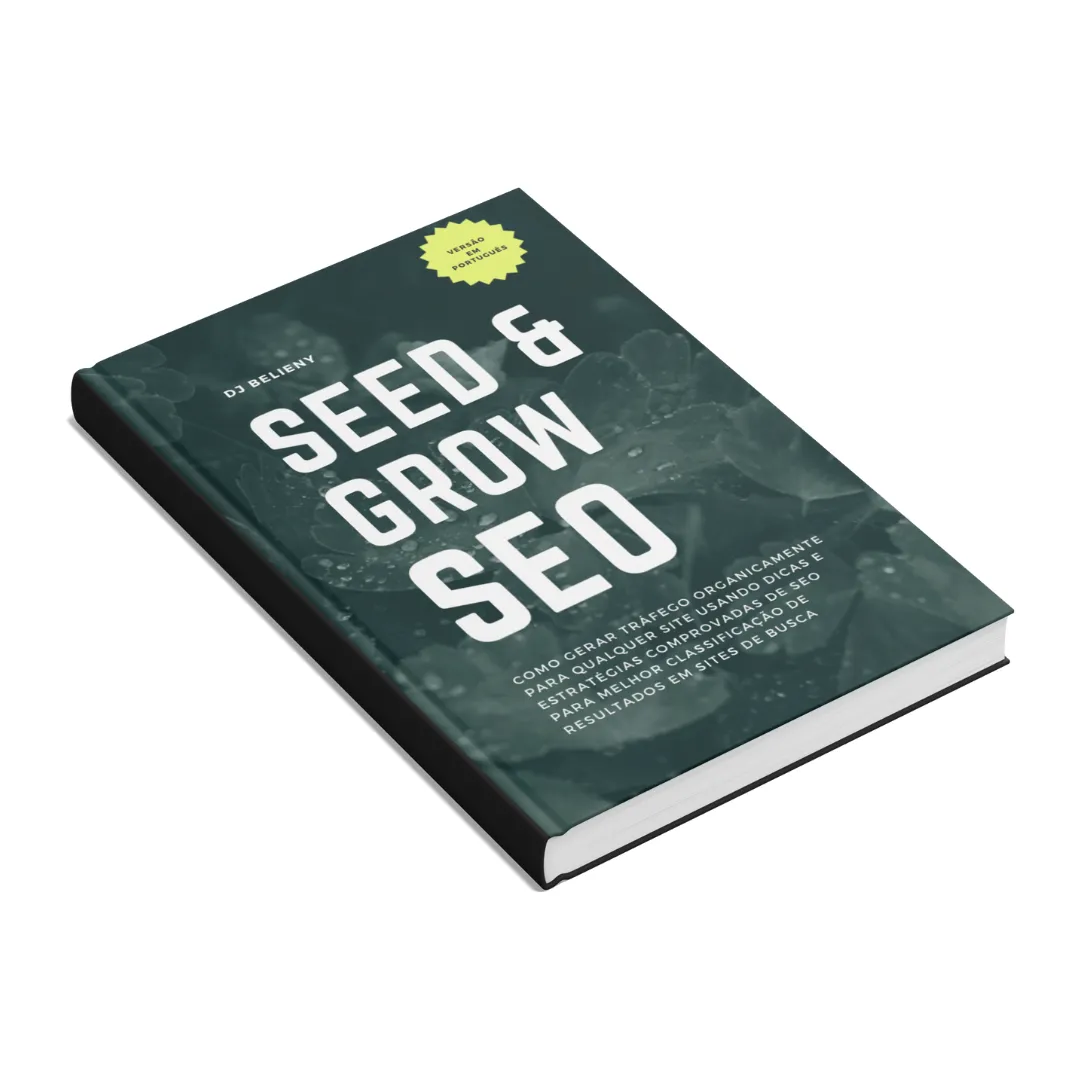 VERSÃO
EM
PORTUGUÊS
DJ BELIENY
SEED &
GROW
SEO
COMO GERAR TRÁFEGO ORGANICAMENTE
PARA QUALQUER SITE USANDO DICAS E
ESTRATÉGIAS COMPROVADAS DE SEO
PARA MELHOR CLASSIFICAÇÃO DE
RESULTADOS EM SITES DE BUSCA